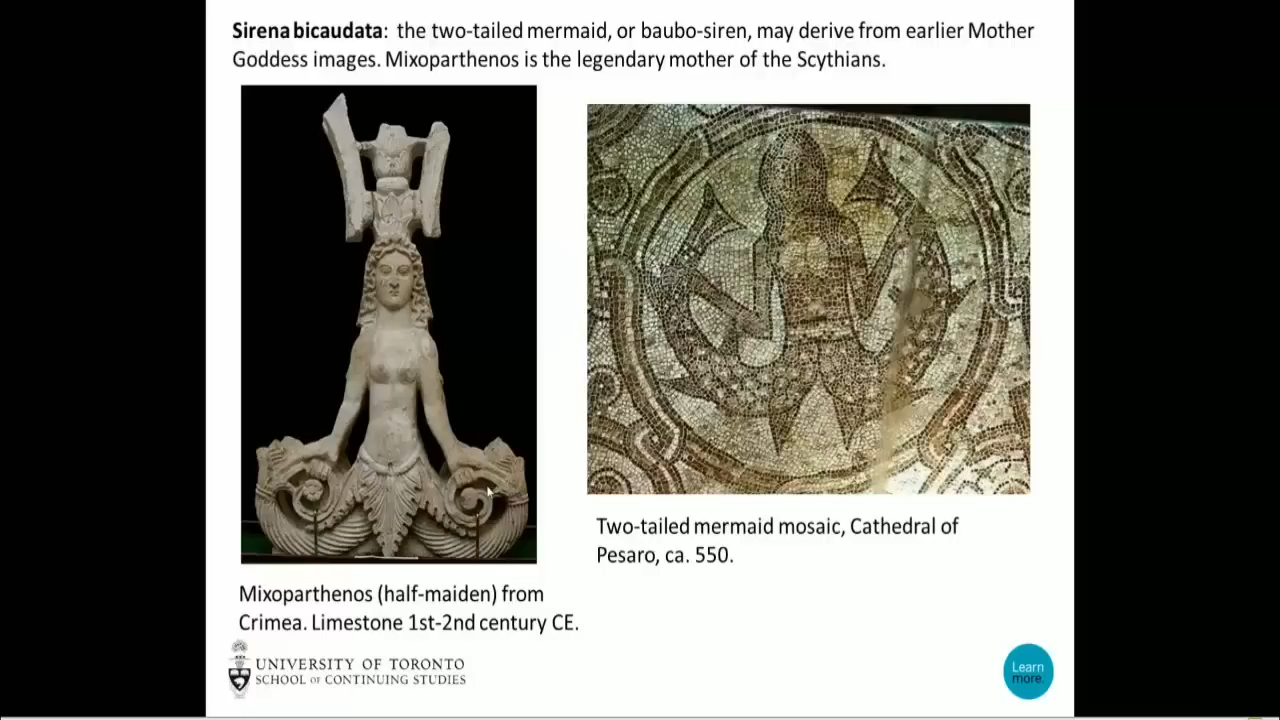 Sirena bicaudata: the two-tailed mermaid, or baubo-siren, may derive from earlier Mother
Goddess images. Mixoparthenos is the legendary mother of the Scythians.
Two-tailed mermaid mosaic, Cathedral of
Pesaro, ca. 550.
Mixoparthenos (half-maiden) from
Crimea. Limestone 1st-2nd century CE.
UNIVERSITY OF TORONTO
SCHOOL OF CONTINUING STUDIES
Learn
more.